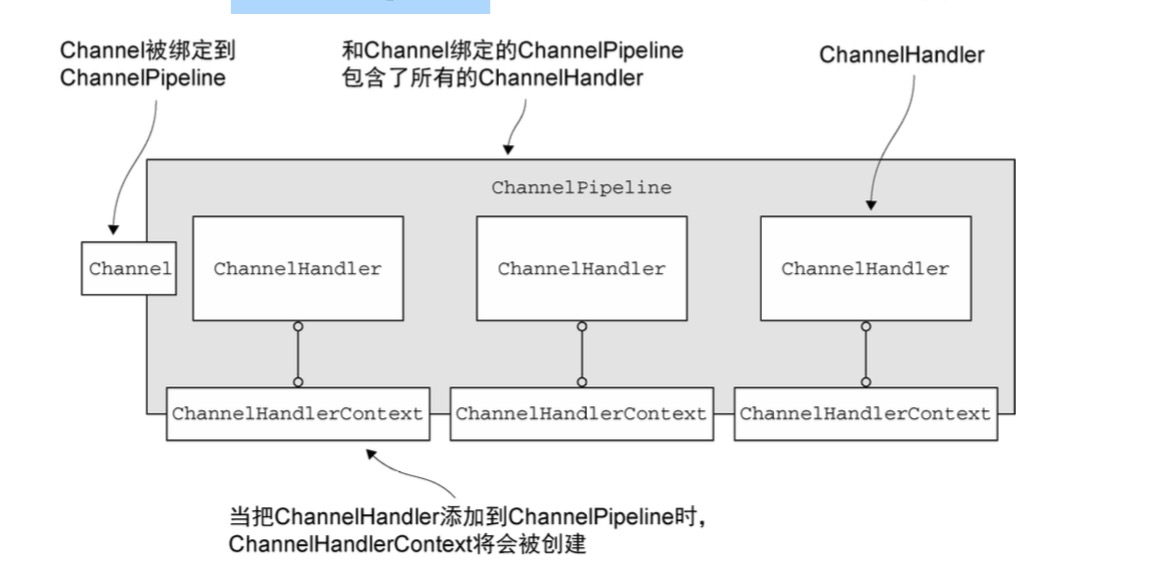 Channel被绑定到
ChannelPipeline
和Channel绑定的ChannelPipeline
包含了所有的ChannelHandler
ChannelHandler
ChannelPipeline
Channel
ChannelHandler
ChannelHandler
ChannelHandler
ChannelHandlerContext
ChannelHandlerContext
ChannelHandlerContext
当把ChannelHandler添加到ChannelPipeline时，
ChannelHandlerContext将会被创建